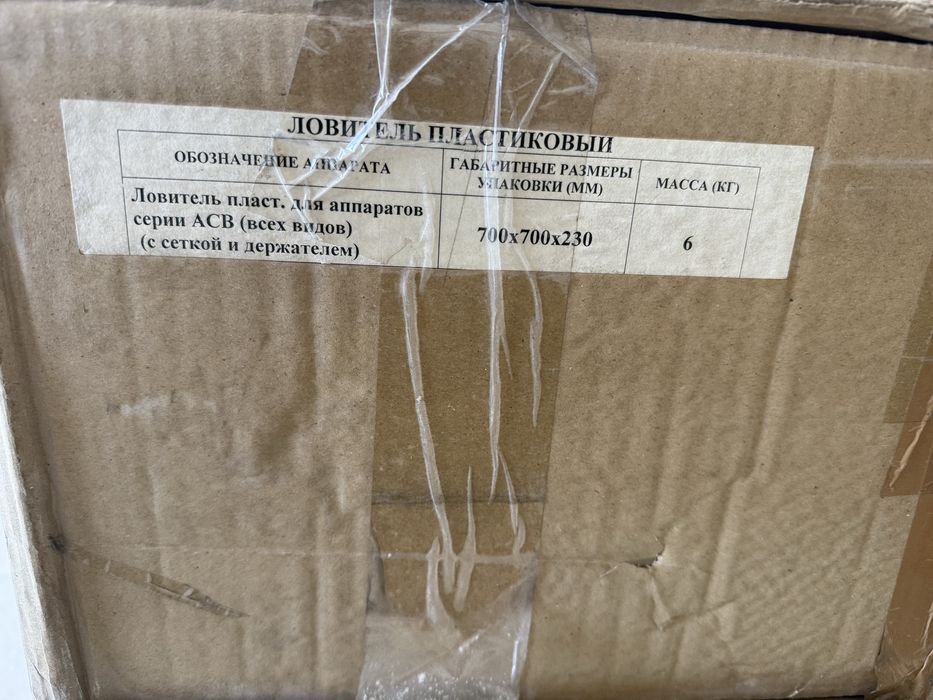 ЛОВИТЕЛЬ ПЛАСТИКОВЫЙ
ОБОЗНАЧЕНИЕ АППАРАТА
ГАБАРИТНЫЕ РАЗМЕРЫ
УПАКОВКИ (ММ)
МАССА (КГ)
Ловитель пласт. для аппаратов
серии АСВ (всех видов)
(с сеткой и держателем)
700х700х230
6